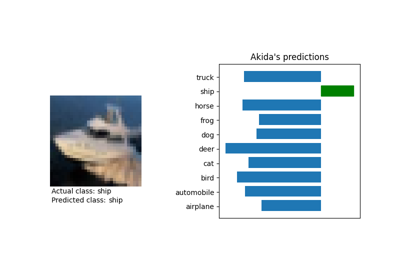 Akida's predictions
truck
ship
horse
frog
dog
deer
cat
bird
automobile
airplane
Actual class: ship
Predicted class: ship